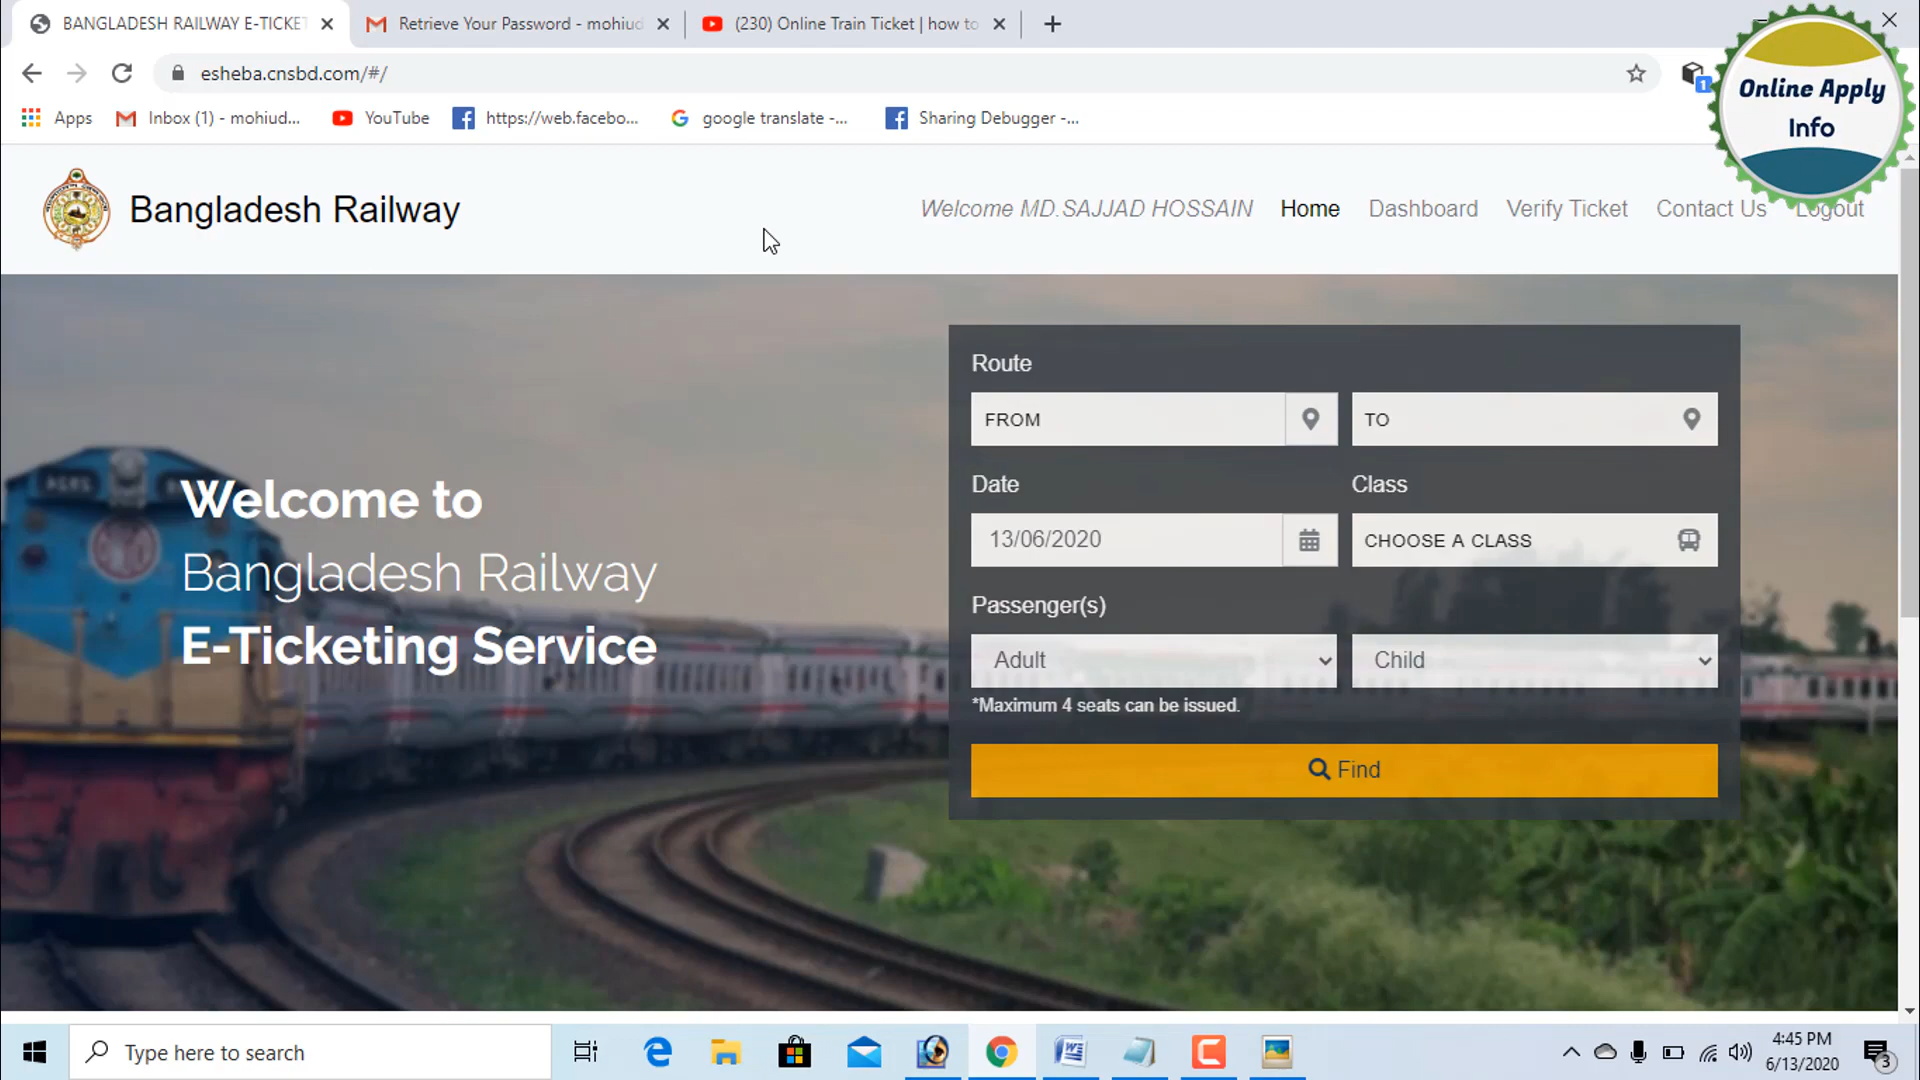 BANGLADESH RAILWAY E-TICKET
Retrieve Your Password - mohiud
(230) Online Train Ticket | how to
esheba.cnsbd.com/#/
1
Online Apply
Info
Apps
Inbox (1) - mohiud...
YouTube
https://web.facebo...
google translate -...
Sharing Debugger -...
Bangladesh Railway
Welcome MD.SAJJAD HOSSAIN
Home
Dashboard
Verify Ticket
Contact Us
Logout
Route
FROM
TO
Date
Class
13/06/2020
CHOOSE A CLASS
Passenger(s)
Adult
Child
*Maximum 4 seats can be issued.
Find
Welcome to
Bangladesh Railway
E-Ticketing Service
Type here to search
4:45 PM
6/13/2020
3